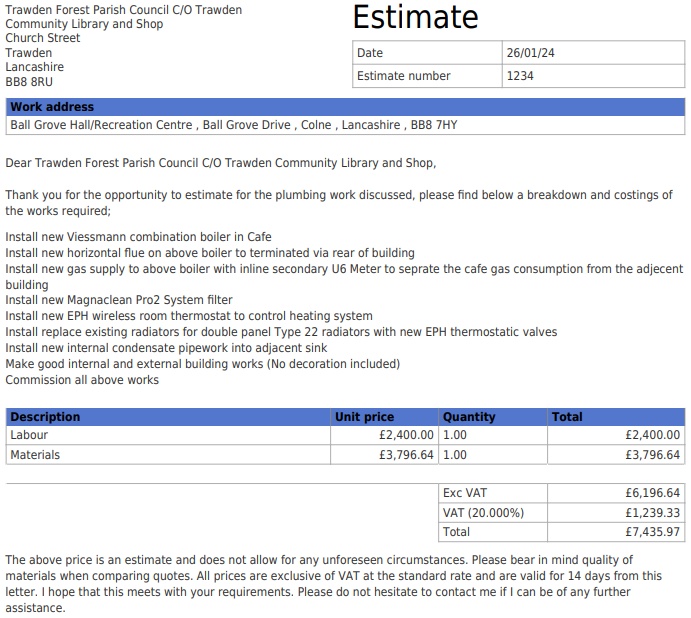 Trawden Forest Parish Council C/O Trawden
Community Library and Shop
Church Street
Trawden
Lancashire
BB8 8RU
Estimate
Date 26/01/24
Estimate number 1234
Work address
Ball Grove Hall/Recreation Centre , Ball Grove Drive , Colne , Lancashire , BB8 7HY
Dear Trawden Forest Parish Council C/O Trawden Community Library and Shop,
Thank you for the opportunity to estimate for the plumbing work discussed, please find below a breakdown and costings of
the works required;
Install new Viessmann combination boiler in Cafe
Install new horizontal flue on above boiler to terminated via rear of building
Install new gas supply to above boiler with inline secondary U6 Meter to seprate the cafe gas consumption from the adjecent
building
Install new Magnaclean Pro2 System filter
Install new EPH wireless room thermostat to control heating system
Install replace existing radiators for double panel Type 22 radiators with new EPH thermostatic valves
Install new internal condensate pipework into adjacent sink
Make good internal and external building works (No decoration included)
Commission all above works
Description Unit price Quantity Total
Labour £2,400.00 1.00 £2,400.00
Materials £3,796.64 1.00 £3,796.64
Exc VAT £6,196.64
VAT (20.000%) £1,239.33
Total £7,435.97
The above price is an estimate and does not allow for any unforeseen circumstances. Please bear in mind quality of
materials when comparing quotes. All prices are exclusive of VAT at the standard rate and are valid for 14 days from this
letter. I hope that this meets with your requirements. Please do not hesitate to contact me if I can be of any further
assistance.